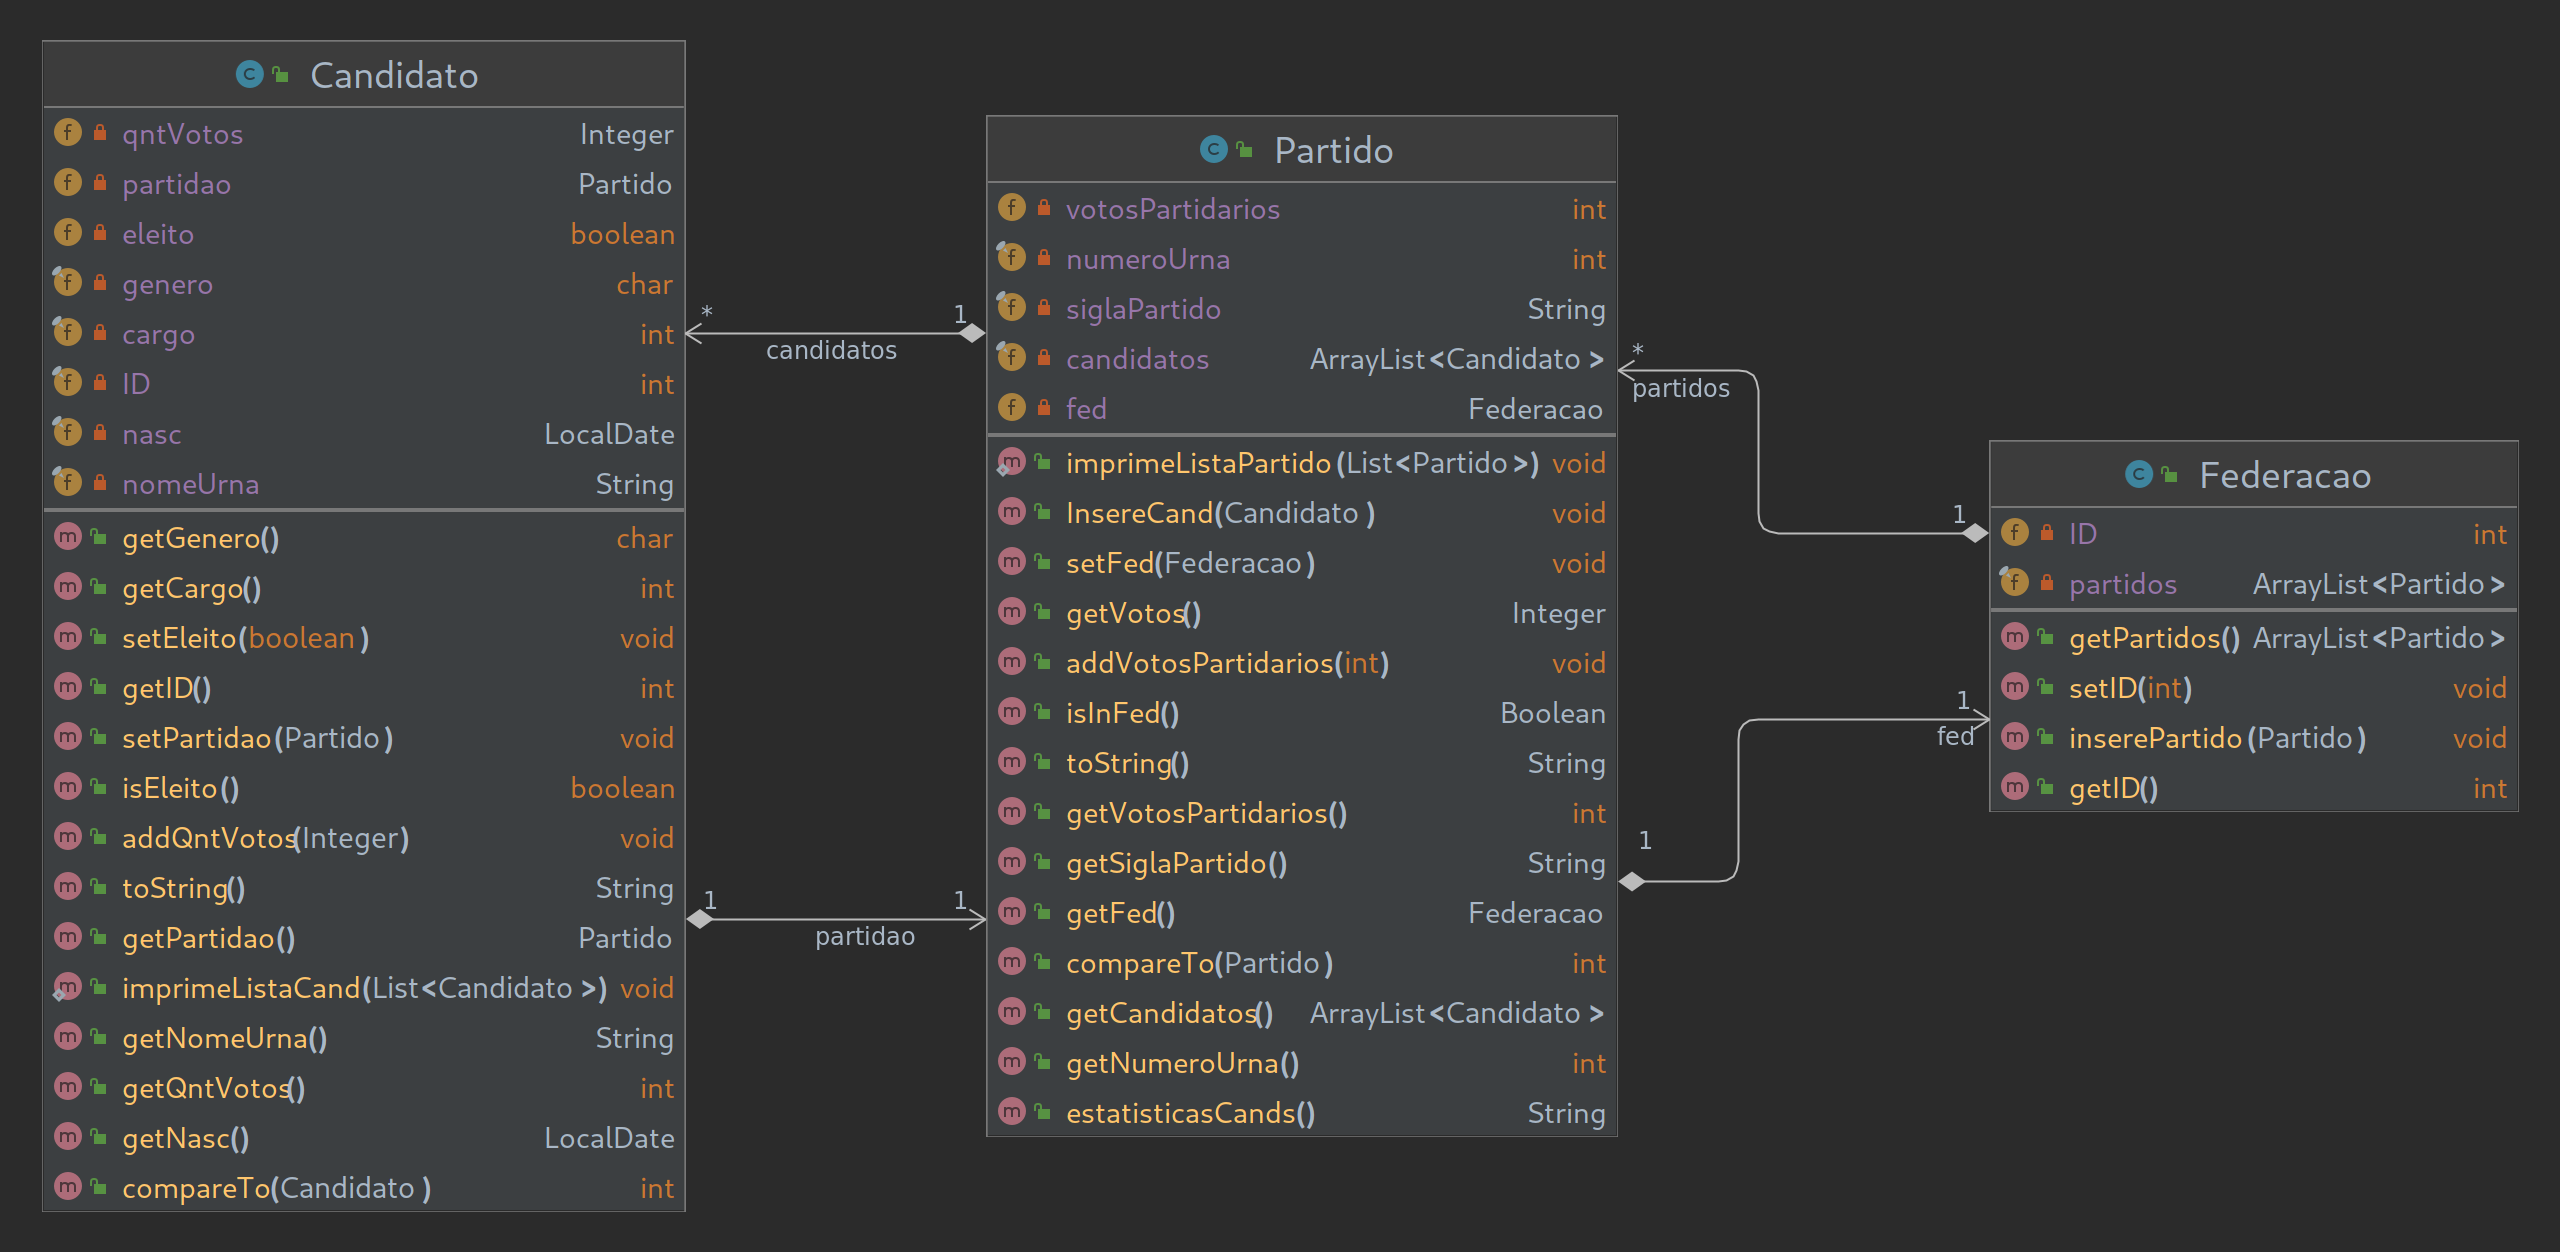 Candidato
qntVotos Integer
partidao Partido
eleito boolean
genero char
cargo int
ID int
nasc LocalDate
nomeUrna String
getGenero() char
getCargo() int
setEleito(boolean) void
getID() int
setPartidao(Partido) void
isEleito() boolean
addQntVotos(Integer) void
toString() String
getPartidao() Partido
imprimeListaCand(List<Candidato>) void
getNomeUrna() String
getQntVotos() int
getNasc() LocalDate
compareTo(Candidato) int
* 1
candidatos
1 1
partidao
Partido
votosPartidarios int
numeroUrna int
siglaPartido String
candidatos ArrayList<Candidato>
fed Federacao
imprimeListaPartido(List<Partido>) void
InsereCand(Candidato) void
setFed(Federacao) void
getVotos() Integer
addVotosPartidarios(int) void
isInFed() Boolean
toString() String
getVotosPartidarios() int
getSiglaPartido() String
getFed() Federacao
compareTo(Partido) int
getCandidatos() ArrayList<Candidato>
getNumeroUrna() int
estatisticasCands() String
*
partidos
1
1
fed
1
Federacao
ID int
partidos ArrayList<Partido>
getPartidos() ArrayList<Partido>
setID(int) void
inserePartido(Partido) void
getID() int